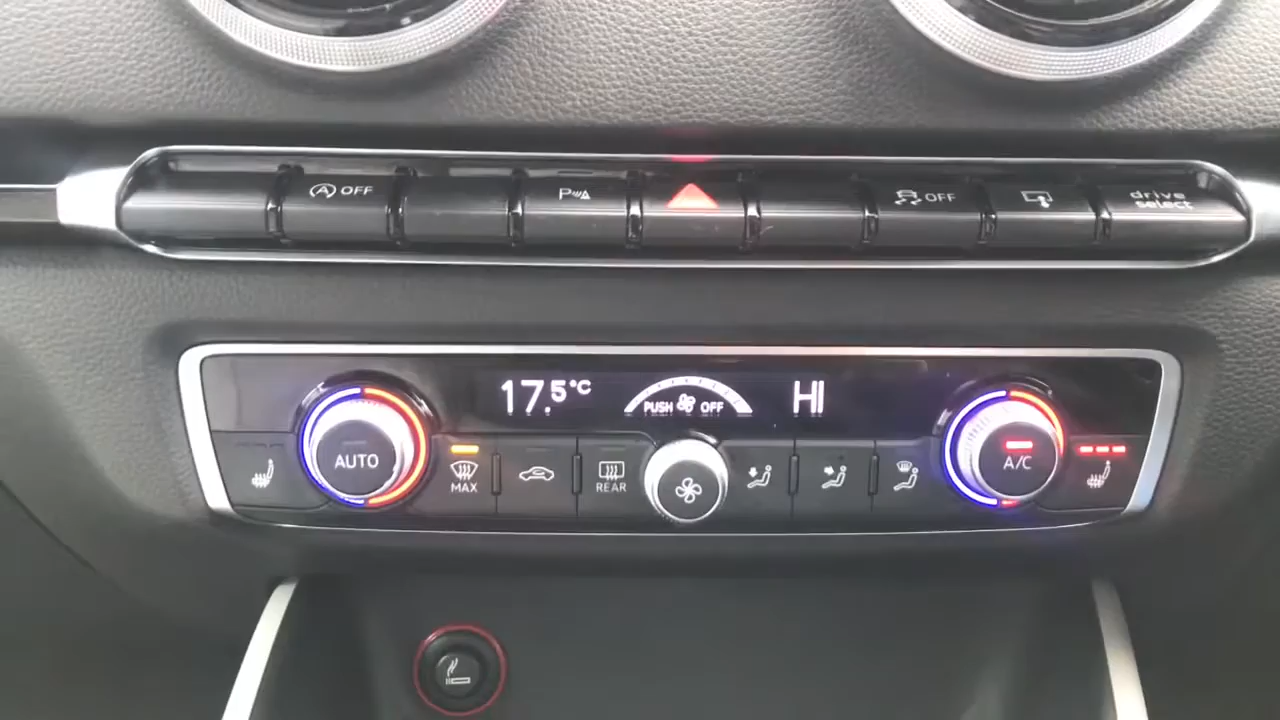 OFF
P
OFF
drive
select
17.5°C
PUSH OFF
HI
AUTO
MAX
REAR
A/C